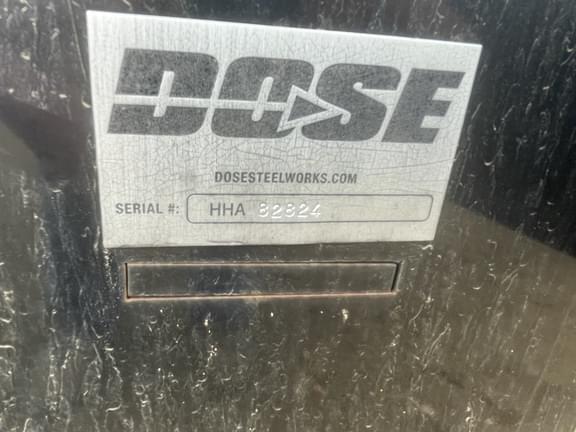 DOSE
DOSESTEELWORKS.COM
SERIAL #: HHA 82824